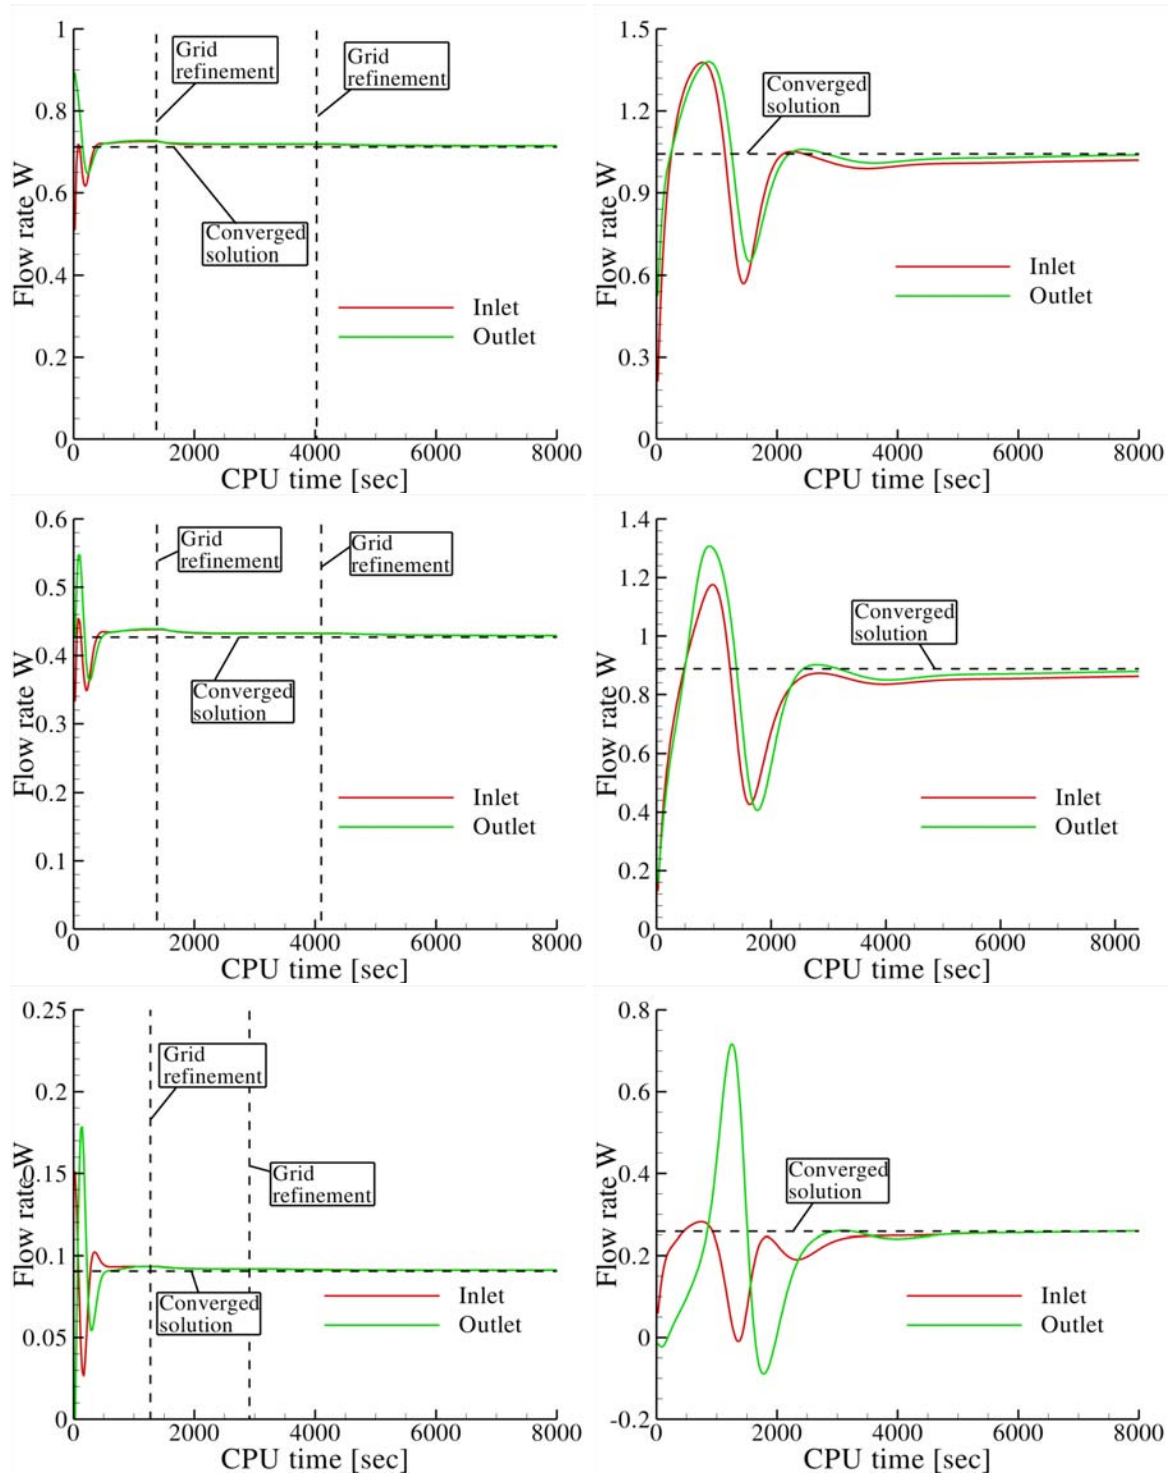 1
0.8
0.6
0.4
0.2
0
Flow rate W
Grid
refinement
Grid
refinement
Converged
solution
Inlet
Outlet
0 2000 4000 6000 8000
CPU time [sec]
1.5
1.2
0.9
0.6
0.3
0
Flow rate W
Converged
solution
Inlet
Outlet
0 2000 4000 6000 8000
CPU time [sec]
0.6
0.5
0.4
0.3
0.2
0.1
0
Flow rate W
Grid
refinement
Grid
refinement
Converged
solution
Inlet
Outlet
0 2000 4000 6000 8000
CPU time [sec]
1.4
1.2
1
0.8
0.6
0.4
0.2
0
Flow rate W
Converged
solution
Inlet
Outlet
0 2000 4000 6000 8000
CPU time [sec]
0.25
0.2
0.15
0.1
0.05
0
Flow rate W
Grid
refinement
Grid
refinement
Converged
solution
Inlet
Outlet
0 2000 4000 6000 8000
CPU time [sec]
0.8
0.6
0.4
0.2
0
-0.2
Flow rate W
Converged
solution
Inlet
Outlet
0 2000 4000 6000 8000
CPU time [sec]